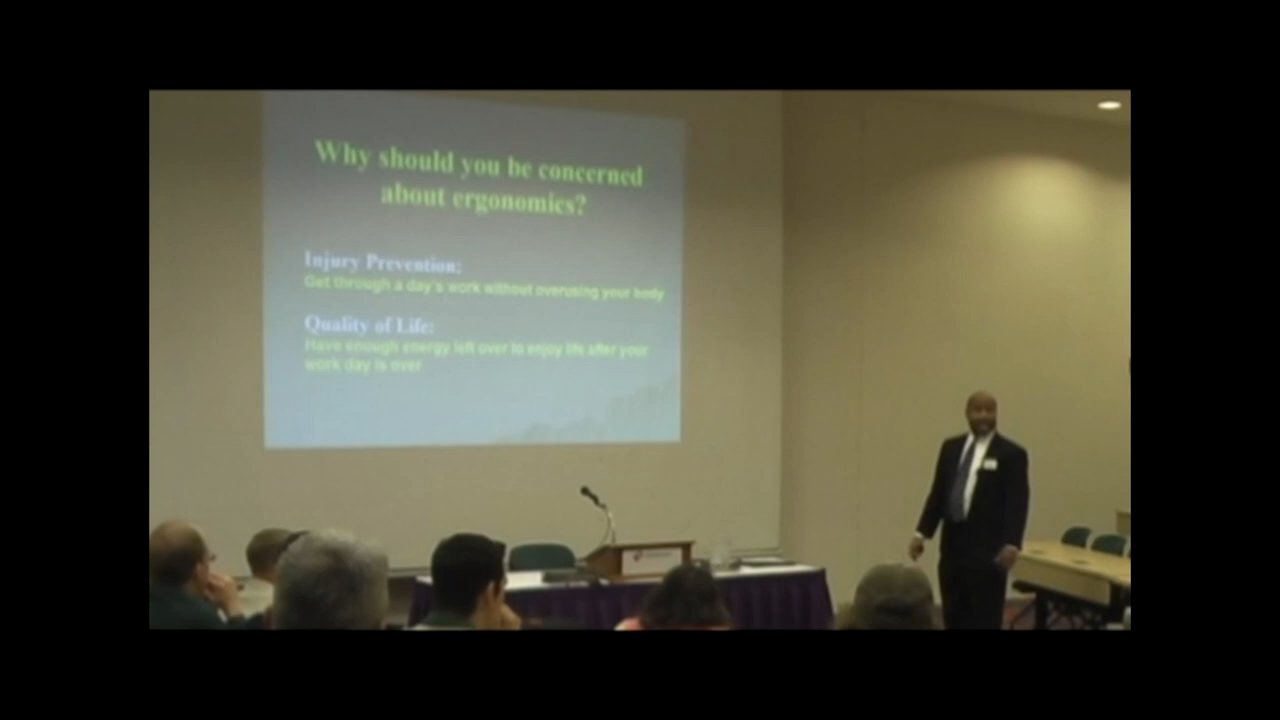 Why should you be concerned
about ergonomics?
Injury Prevention:
Get through a day's work without overusing your body
Quality of Life:
Have enough energy left over to enjoy life after your
work day is over